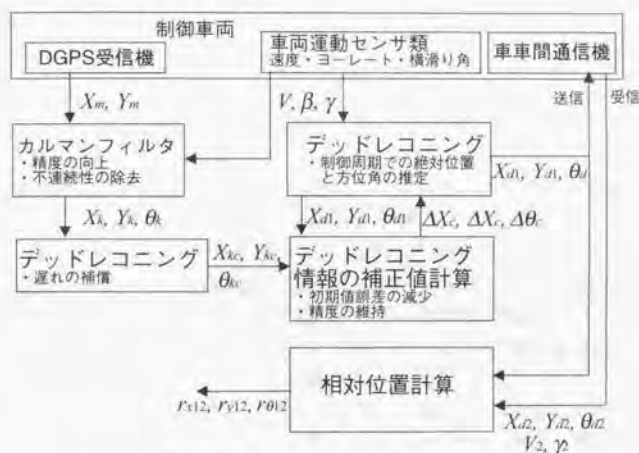 制御車両
DGPS受信機
車両運動センサ類
速度・ヨーレート・横滑り角
車車間通信機
送信
受信
Xm, Ym
V, β, γ
カルマンフィルタ
・精度の向上
・不連続性の除去
デッドレコニング
・制御周期での絶対位置
と方位角の推定
Xd1, Yd1, θd
Xk, Yk, θk
Xd1, Yd1, θd1
ΔXc, ΔXc, Δθc
デッドレコニング
・遅れの補償
Xkc, Ykc
θkc
デッドレコニング
情報の補正値計算
・初期値誤差の減少
・精度の維持
相対位置計算
rx12, ry12, rθ12
Xd2, Yd2, θd2
V2, γ2